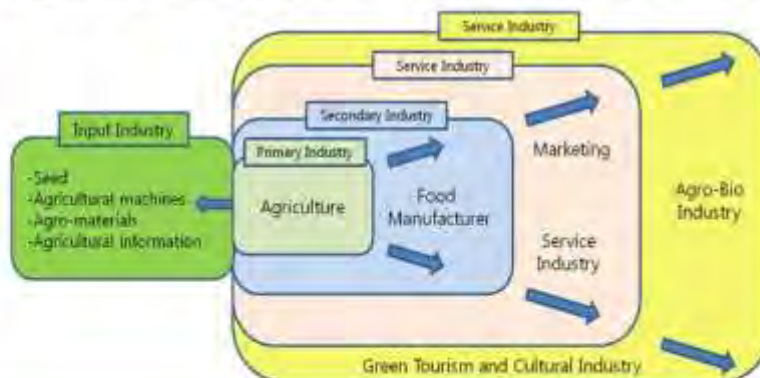 Service Industry
Service Industry
Secondary Industry
Input Industry
Primary Industry
-Seed
-Agricultural machines
-Agro-materials
-Agricultural information
Agriculture
Food
Manufacturer
Marketing
Service
Industry
Agro-Bio
Industry
Green Tourism and Cultural Industry